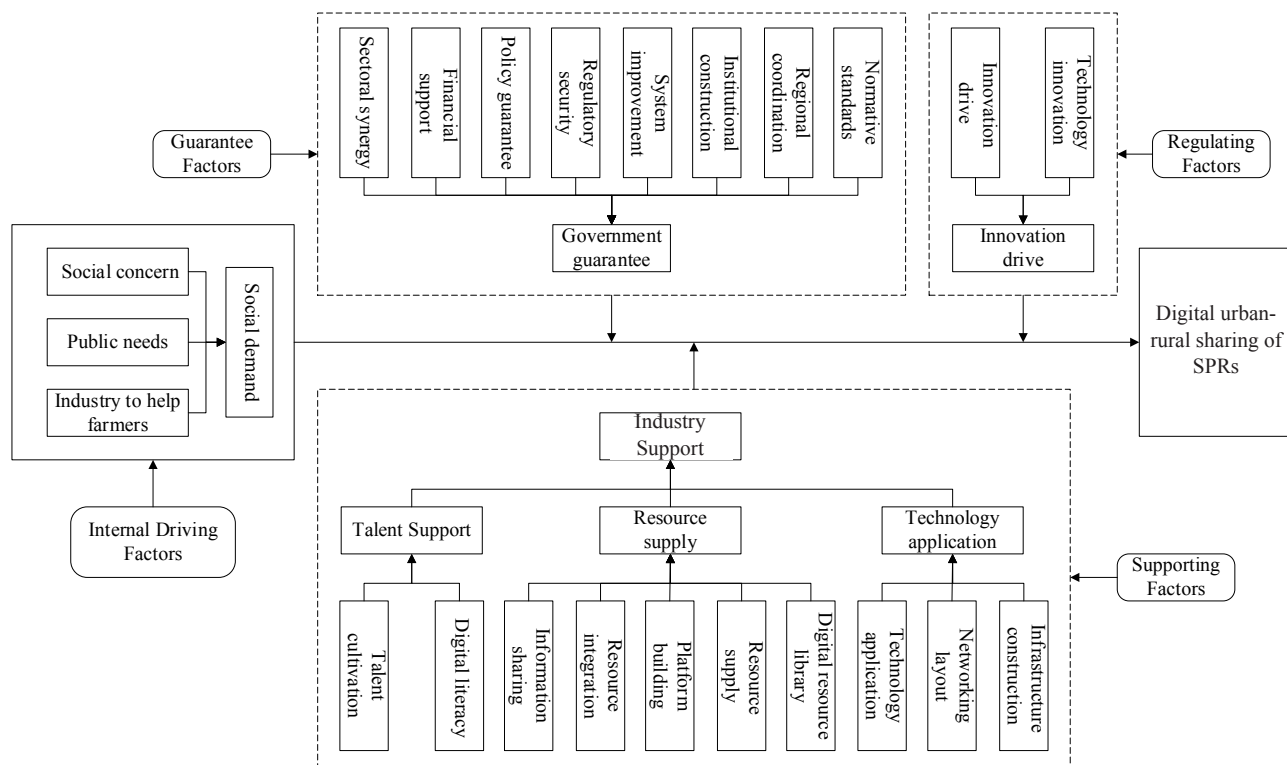 Sectoral synergy
Financial
support
Policy guarantee
Regulatory
security
System
improvement
Institutional
construction
Regional
coordination
Normative
standards
Innovation
drive
Technology
innovation
Guarantee
Factors
Regulating
Factors
Government
guarantee
Innovation
drive
Social concern
Public needs
Industry to help
farmers
Social demand
Digital urban-
rural sharing of
SPRs
Internal Driving
Factors
Industry
Support
Talent Support
Resource
supply
Technology
application
Supporting
Factors
Talent
cultivation
Digital literacy
Information
sharing
Resource
integration
Platform
building
Resource
supply
Digital resource
library
Technology
application
Networking
layout
Infrastructure
construction